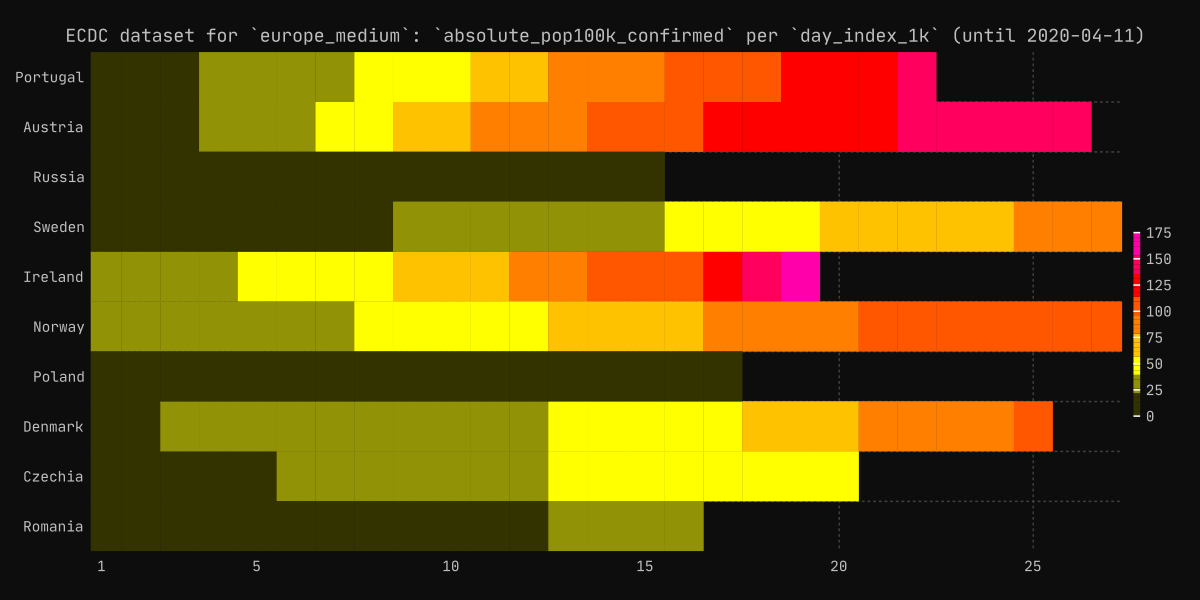 ECDC dataset for `europe_medium`: `absolute_pop100k_confirmed` per `day_index_1k` (until 2020-04-11)
Portugal
Austria
Russia
Sweden
Ireland
Norway
Poland
Denmark
Czechia
Romania
1 5 10 15 20 25
175
150
125
100
75
50
25
0